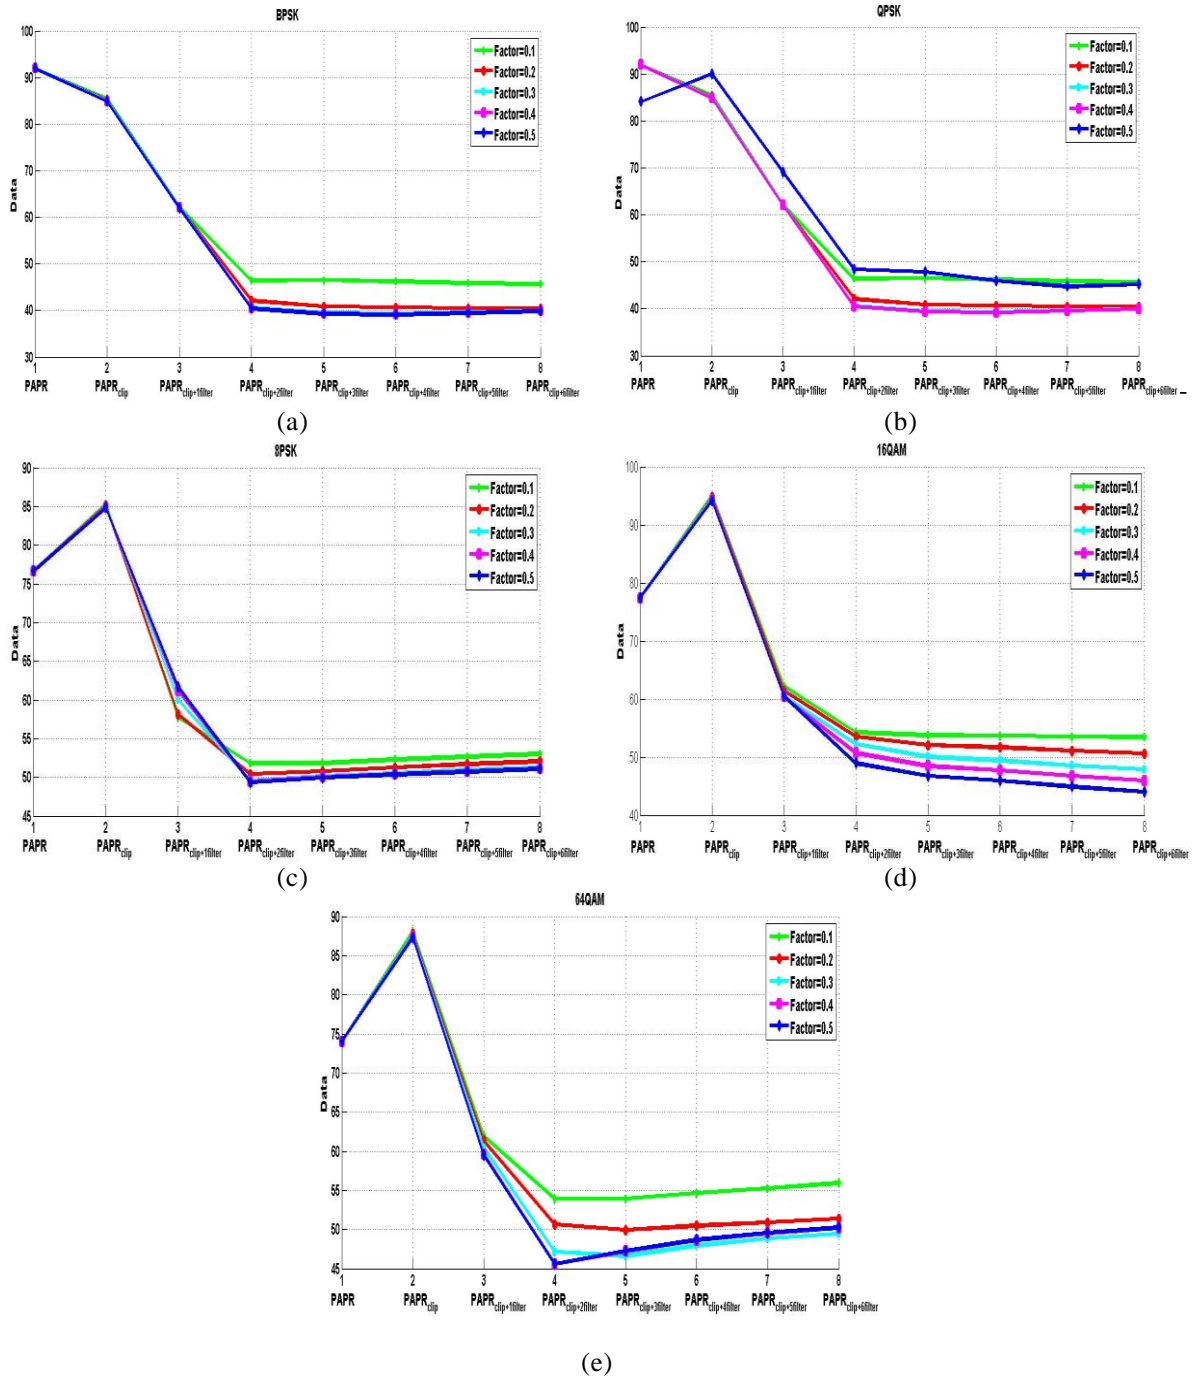 BPSK
100
90
80
70
60
50
40
30
Data
Factor=0.1
Factor=0.2
Factor=0.3
Factor=0.4
Factor=0.5
1 2 3 4 5 6 7 8
PAPR PAPRclip PAPRclip+1filter PAPRclip+2filter PAPRclip+3filter PAPRclip+4filter PAPRclip+5filter PAPRclip+6filter
(a)
QPSK
100
90
80
70
60
50
40
30
Data
Factor=0.1
Factor=0.2
Factor=0.3
Factor=0.4
Factor=0.5
1 2 3 4 5 6 7 8
PAPR PAPRclip PAPRclip+1filter PAPRclip+2filter PAPRclip+3filter PAPRclip+4filter PAPRclip+5filter PAPRclip+6filter
(b)
8PSK
90
85
80
75
70
65
60
55
50
45
Data
Factor=0.1
Factor=0.2
Factor=0.3
Factor=0.4
Factor=0.5
1 2 3 4 5 6 7 8
PAPR PAPRclip PAPRclip+1filter PAPRclip+2filter PAPRclip+3filter PAPRclip+4filter PAPRclip+5filter PAPRclip+6filter
(c)
16QAM
100
90
80
70
60
50
40
Data
Factor=0.1
Factor=0.2
Factor=0.3
Factor=0.4
Factor=0.5
1 2 3 4 5 6 7 8
PAPR PAPRclip PAPRclip+1filter PAPRclip+2filter PAPRclip+3filter PAPRclip+4filter PAPRclip+5filter PAPRclip+6filter
(d)
64QAM
90
85
80
75
70
65
60
55
50
45
Data
Factor=0.1
Factor=0.2
Factor=0.3
Factor=0.4
Factor=0.5
1 2 3 4 5 6 7 8
PAPR PAPRclip PAPRclip+1filter PAPRclip+2filter PAPRclip+3filter PAPRclip+4filter PAPRclip+5filter PAPRclip+6filter
(e)